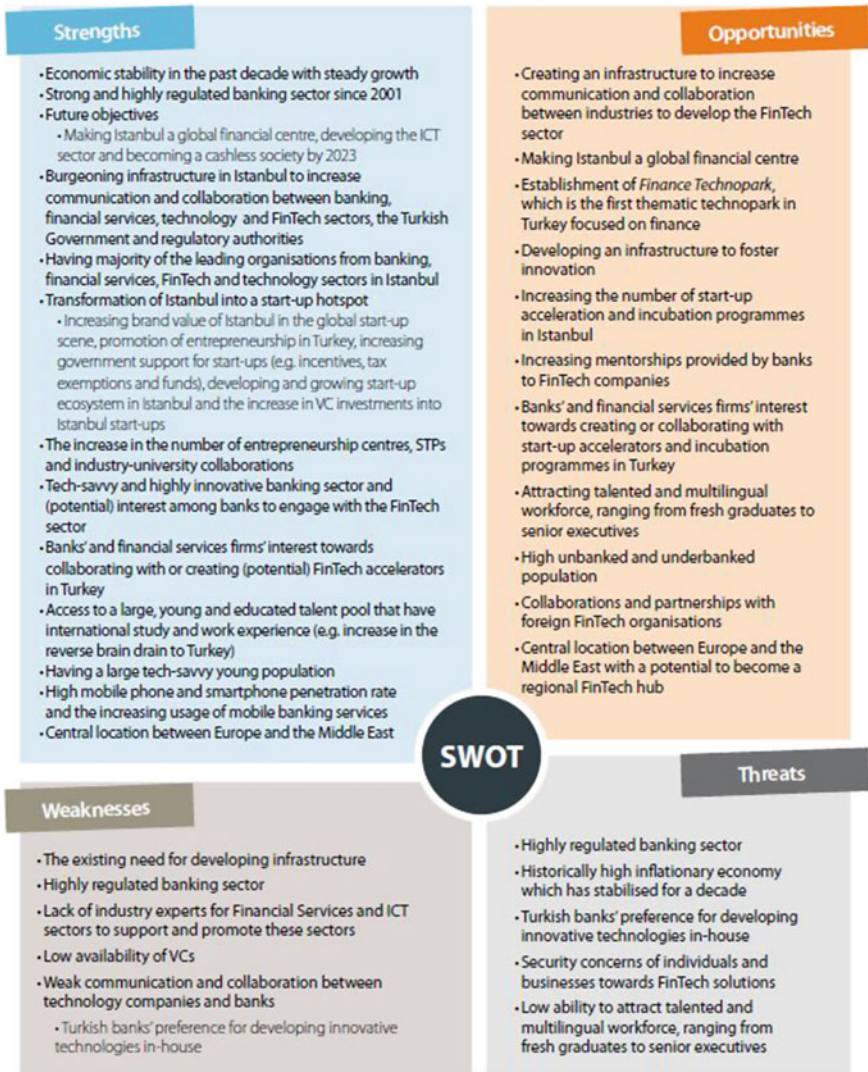 Strengths
• Economic stability in the past decade with steady growth
• Strong and highly regulated banking sector since 2001
• Future objectives
• Making Istanbul a global financial centre, developing the ICT
sector and becoming a cashless society by 2023
• Burgeoning infrastructure in Istanbul to increase
communication and collaboration between banking,
financial services, technology and FinTech sectors, the Turkish
Government and regulatory authorities
• Having majority of the leading organisations from banking,
financial services, FinTech and technology sectors in Istanbul
• Transformation of Istanbul into a start-up hotspot
• Increasing brand value of Istanbul in the global start-up
scene, promotion of entrepreneurship in Turkey, increasing
government support for start-ups (e.g. incentives, tax
exemptions and funds), developing and growing start-up
ecosystem in Istanbul and the increase in VC investments into
Istanbul start-ups
• The increase in the number of entrepreneurship centres, STPs
and industry-university collaborations
• Tech-savvy and highly innovative banking sector and
(potential) interest among banks to engage with the FinTech
sector
• Banks' and financial services firms' interest towards
collaborating with or creating (potential) FinTech accelerators
in Turkey
• Access to a large, young and educated talent pool that have
international study and work experience (e.g. increase in the
reverse brain drain to Turkey)
• Having a large tech-savvy young population
• High mobile phone and smartphone penetration rate
and the increasing usage of mobile banking services
• Central location between Europe and the Middle East
Opportunities
• Creating an infrastructure to increase
communication and collaboration
between industries to develop the FinTech
sector
• Making Istanbul a global financial centre
• Establishment of Finance Technopark,
which is the first thematic technopark in
Turkey focused on finance
• Developing an infrastructure to foster
innovation
• Increasing the number of start-up
acceleration and incubation programmes
in Istanbul
• Increasing mentorships provided by banks
to FinTech companies
• Banks' and financial services firms' interest
towards creating or collaborating with
start-up accelerators and incubation
programmes in Turkey
• Attracting talented and multilingual
workforce, ranging from fresh graduates to
senior executives
• High unbanked and underbanked
population
• Collaborations and partnerships with
foreign FinTech organisations
• Central location between Europe and the
Middle East with a potential to become a
regional FinTech hub
SWOT
Weaknesses
• The existing need for developing infrastructure
• Highly regulated banking sector
• Lack of industry experts for Financial Services and ICT
sectors to support and promote these sectors
• Low availability of VCs
• Weak communication and collaboration between
technology companies and banks
• Turkish banks' preference for developing innovative
technologies in-house
Threats
• Highly regulated banking sector
• Historically high inflationary economy
which has stabilised for a decade
• Turkish banks' preference for developing
innovative technologies in-house
• Security concerns of individuals and
businesses towards FinTech solutions
• Low ability to attract talented and
multilingual workforce, ranging from
fresh graduates to senior executives